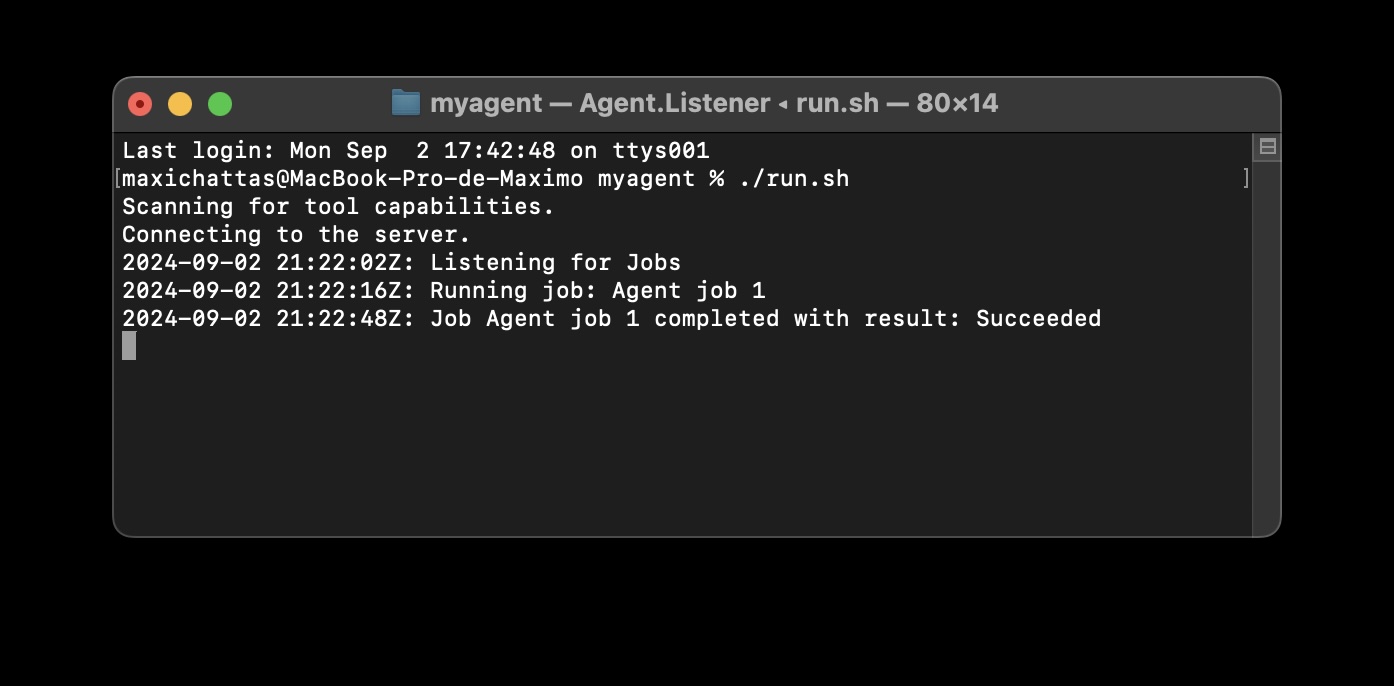 myagent — Agent.Listener ◂ run.sh — 80×14
Last login: Mon Sep  2 17:42:48 on ttys001
[maxichattas@MacBook-Pro-de-Maximo myagent % ./run.sh ]
Scanning for tool capabilities.
Connecting to the server.
2024-09-02 21:22:02Z: Listening for Jobs
2024-09-02 21:22:16Z: Running job: Agent job 1
2024-09-02 21:22:48Z: Job Agent job 1 completed with result: Succeeded